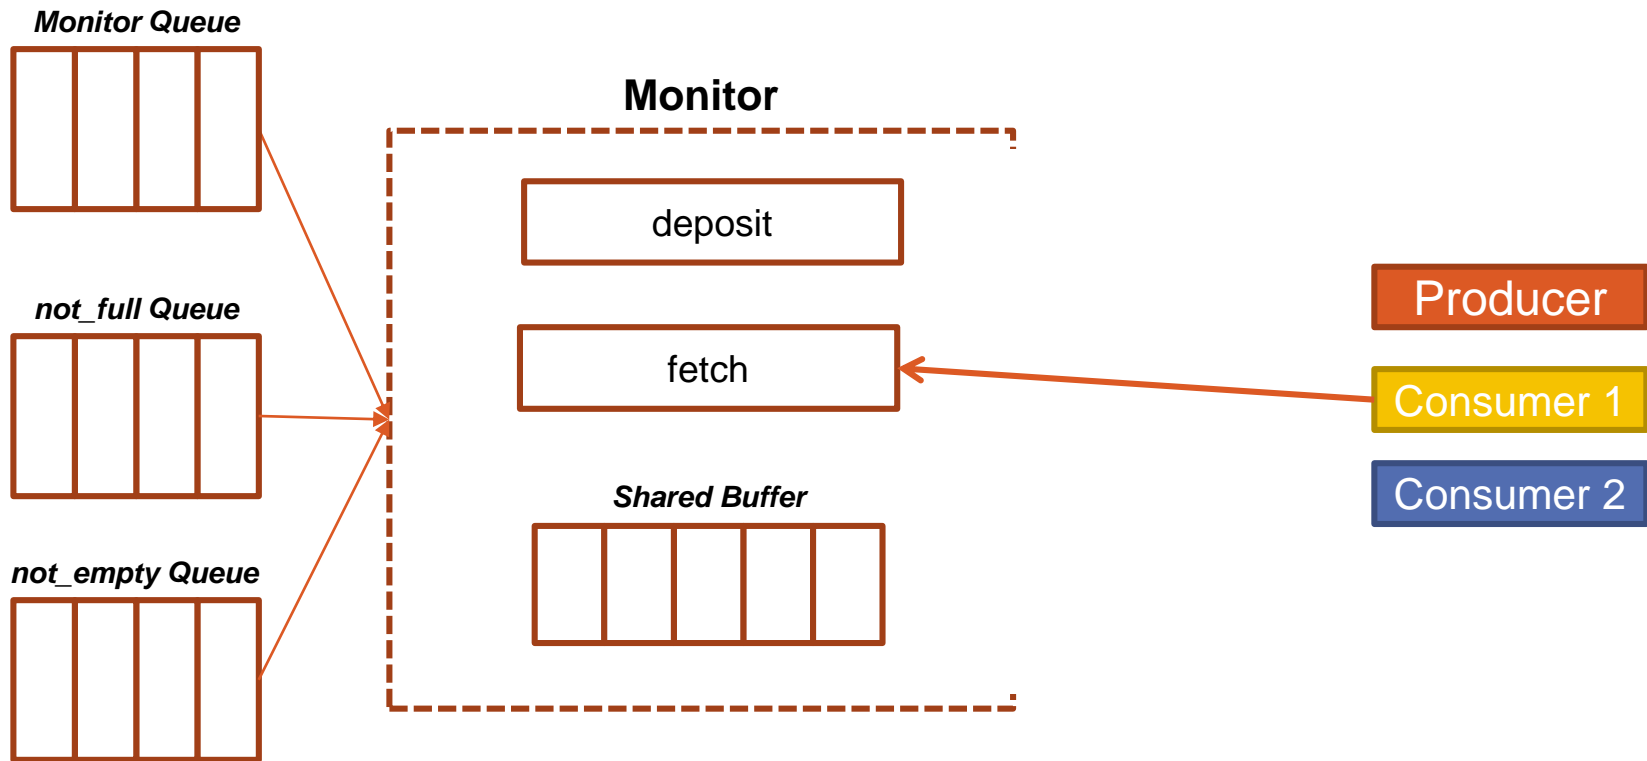 Monitor Queue
Monitor
deposit
Producer
not_full Queue
fetch
Consumer 1
Consumer 2
Shared Buffer
not_empty Queue